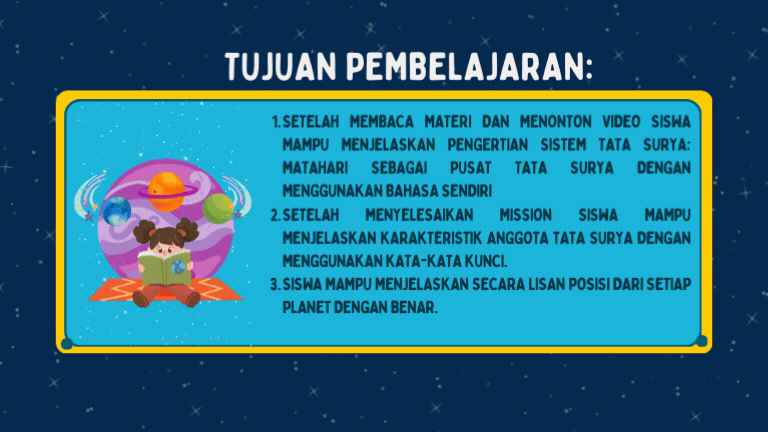 TUJUAN PEMBELAJARAN:
1. SETELAH MEMBACA MATERI DAN MENONTON VIDEO SISWA
MAMPU MENJELASKAN PENGERTIAN SISTEM TATA SURYA:
MATAHARI SEBAGAI PUSAT TATA SURYA DENGAN
MENGGUNAKAN BAHASA SENDIRI
2. SETELAH MENYELESAIKAN MISSION SISWA MAMPU
MENJELASKAN KARAKTERISTIK ANGGOTA TATA SURYA DENGAN
MENGGUNAKAN KATA-KATA KUNCI.
3. SISWA MAMPU MENJELASKAN SECARA LISAN POSISI DARI SETIAP
PLANET DENGAN BENAR.